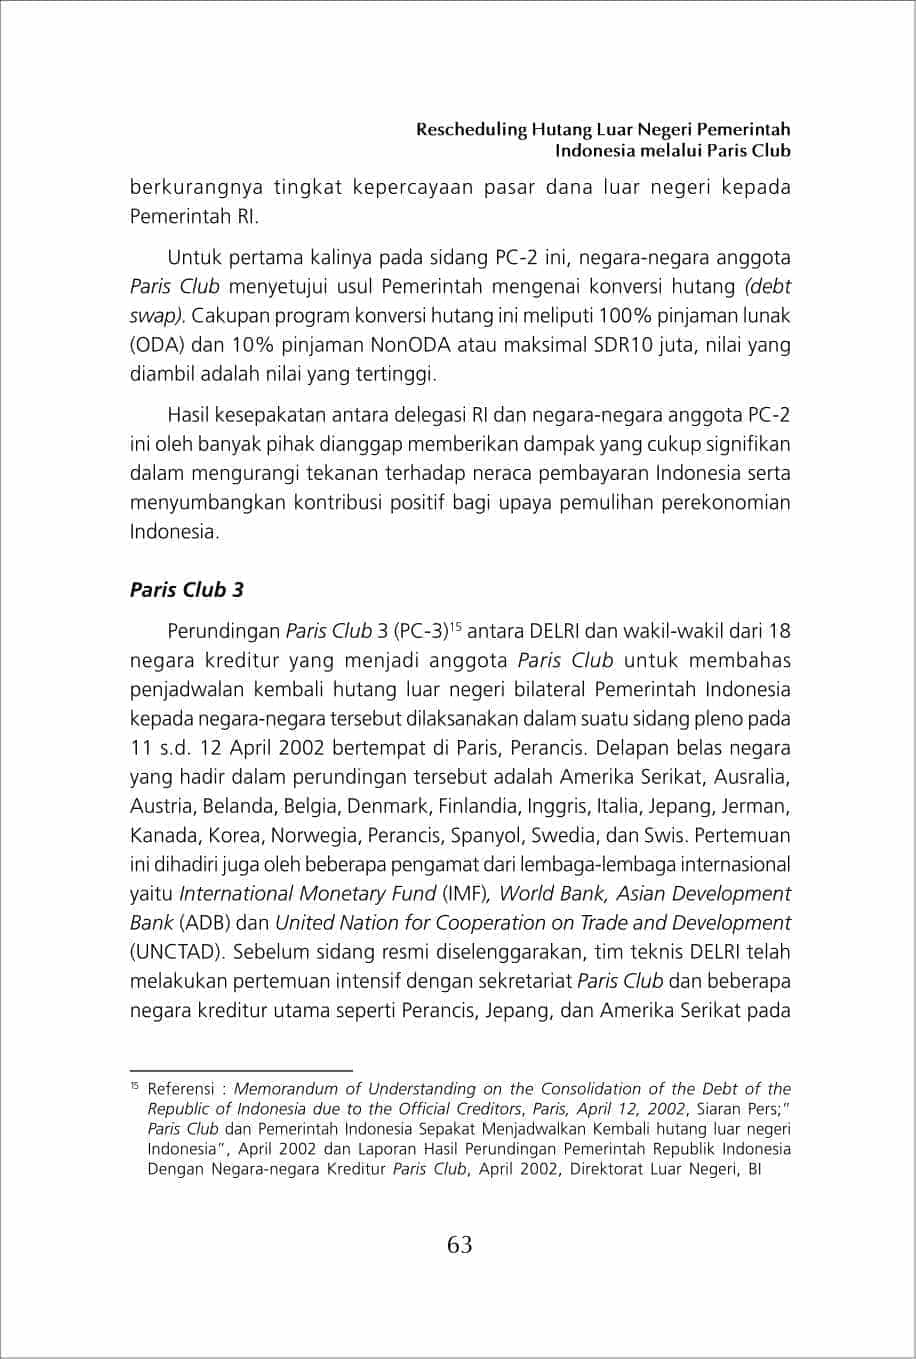 Rescheduling Hutang Luar Negeri Pemerintah
Indonesia melalui Paris Club
berkurangnya tingkat kepercayaan pasar dana luar negeri kepada
Pemerintah RI.
Untuk pertama kalinya pada sidang PC-2 ini, negara-negara anggota
Paris Club menyetujui usul Pemerintah mengenai konversi hutang (debt
swap). Cakupan program konversi hutang ini meliputi 100% pinjaman lunak
(ODA) dan 10% pinjaman NonODA atau maksimal SDR10 juta, nilai yang
diambil adalah nilai yang tertinggi.
Hasil kesepakatan antara delegasi RI dan negara-negara anggota PC-2
ini oleh banyak pihak dianggap memberikan dampak yang cukup signifikan
dalam mengurangi tekanan terhadap neraca pembayaran Indonesia serta
menyumbangkan kontribusi positif bagi upaya pemulihan perekonomian
Indonesia.
Paris Club 3
Perundingan Paris Club 3 (PC-3)15 antara DELRI dan wakil-wakil dari 18
negara kreditur yang menjadi anggota Paris Club untuk membahas
penjadwalan kembali hutang luar negeri bilateral Pemerintah Indonesia
kepada negara-negara tersebut dilaksanakan dalam suatu sidang pleno pada
11 s.d. 12 April 2002 bertempat di Paris, Perancis. Delapan belas negara
yang hadir dalam perundingan tersebut adalah Amerika Serikat, Ausralia,
Austria, Belanda, Belgia, Denmark, Finlandia, Inggris, Italia, Jepang, Jerman,
Kanada, Korea, Norwegia, Perancis, Spanyol, Swedia, dan Swis. Pertemuan
ini dihadiri juga oleh beberapa pengamat dari lembaga-lembaga internasional
yaitu International Monetary Fund (IMF), World Bank, Asian Development
Bank (ADB) dan United Nation for Cooperation on Trade and Development
(UNCTAD). Sebelum sidang resmi diselenggarakan, tim teknis DELRI telah
melakukan pertemuan intensif dengan sekretariat Paris Club dan beberapa
negara kreditur utama seperti Perancis, Jepang, dan Amerika Serikat pada
15 Referensi : Memorandum of Understanding on the Consolidation of the Debt of the
Republic of Indonesia due to the Official Creditors, Paris, April 12, 2002, Siaran Pers;"
Paris Club dan Pemerintah Indonesia Sepakat Menjadwalkan Kembali hutang luar negeri
Indonesia", April 2002 dan Laporan Hasil Perundingan Pemerintah Republik Indonesia
Dengan Negara-negara Kreditur Paris Club, April 2002, Direktorat Luar Negeri, BI
63